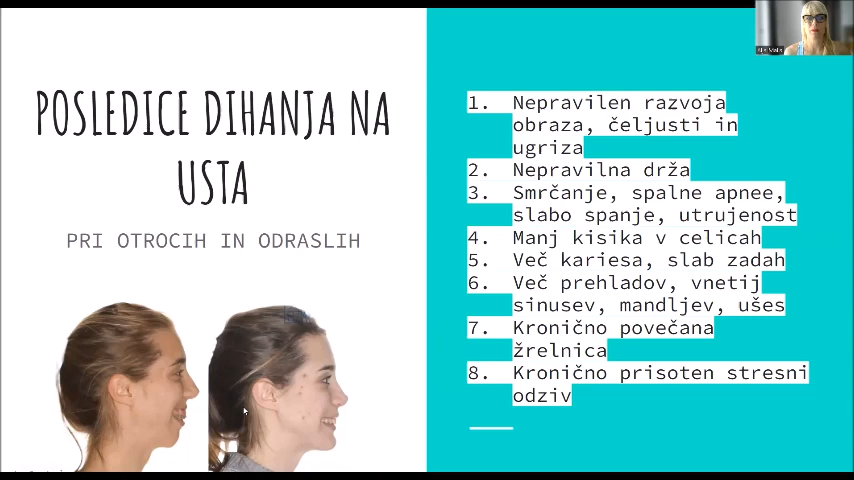 POSLEDICE DIHANJA NA
USTA
PRI OTROCIH IN ODRASLIH
1. Nepravilen razvoja
obraza, čeljusti in
ugriza
2. Nepravilna drža
3. Smrčanje, spalne apnee,
slabo spanje, utrujenost
4. Manj kisika v celicah
5. Več kariesa, slab zadah
6. Več prehladov, vnetij
sinusev, mandljev, ušes
7. Kronično povečana
žrelnica
8. Kronično prisoten stresni
odziv